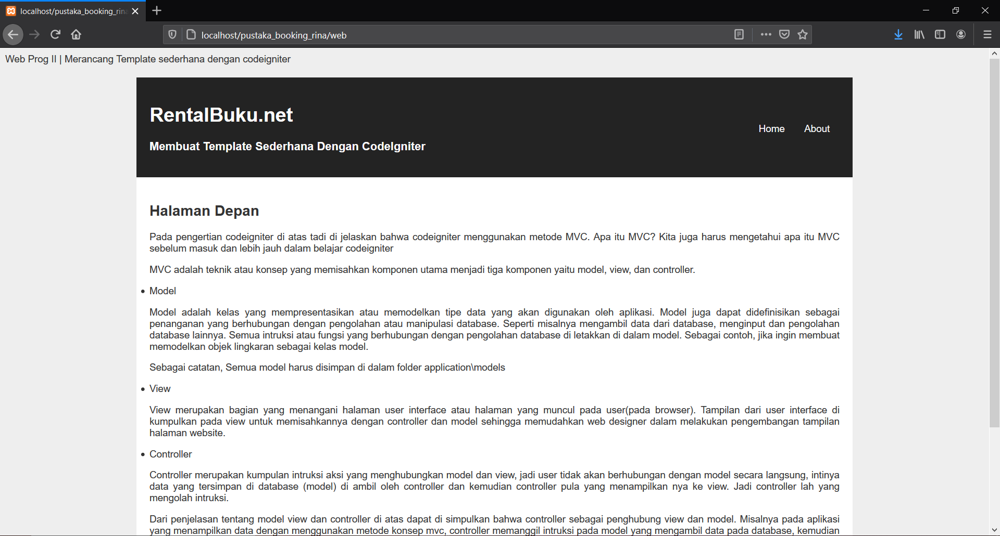 localhost/pustaka_booking_rina
localhost/pustaka_booking_rina/web
Web Prog II | Merancang Template sederhana dengan codeigniter
RentalBuku.net
Home About
Membuat Template Sederhana Dengan CodeIgniter
Halaman Depan
Pada pengertian codeigniter di atas tadi di jelaskan bahwa codeigniter menggunakan metode MVC. Apa itu MVC? Kita juga harus mengetahui apa itu MVC
sebelum masuk dan lebih jauh dalam belajar codeigniter
MVC adalah teknik atau konsep yang memisahkan komponen utama menjadi tiga komponen yaitu model, view, dan controller.
• Model
Model adalah kelas yang mempresentasikan atau memodelkan tipe data yang akan digunakan oleh aplikasi. Model juga dapat didefinisikan sebagai
penanganan yang berhubungan dengan pengolahan atau manipulasi database. Seperti misalnya mengambil data dari database, menginput dan pengolahan
database lainnya. Semua intruksi atau fungsi yang berhubungan dengan pengolahan database di letakkan di dalam model. Sebagai contoh, jika ingin membuat
memodelkan objek lingkaran sebagai kelas model.
Sebagai catatan, Semua model harus disimpan di dalam folder application\models
• View
View merupakan bagian yang menangani halaman user interface atau halaman yang muncul pada user(pada browser). Tampilan dari user interface di
kumpulkan pada view untuk memisahkannya dengan controller dan model sehingga memudahkan web designer dalam melakukan pengembangan tampilan
halaman website.
• Controller
Controller merupakan kumpulan intruksi aksi yang menghubungkan model dan view, jadi user tidak akan berhubungan dengan model secara langsung, intinya
data yang tersimpan di database (model) di ambil oleh controller dan kemudian controller pula yang menampilkan nya ke view. Jadi controller lah yang
mengolah intruksi.
Dari penjelasan tentang model view dan controller di atas dapat di simpulkan bahwa controller sebagai penghubung view dan model. Misalnya pada aplikasi
yang menampilkan data dengan menggunakan metode konsep mvc, controller memanggil intruksi pada model yang mengambil data pada database, kemudian